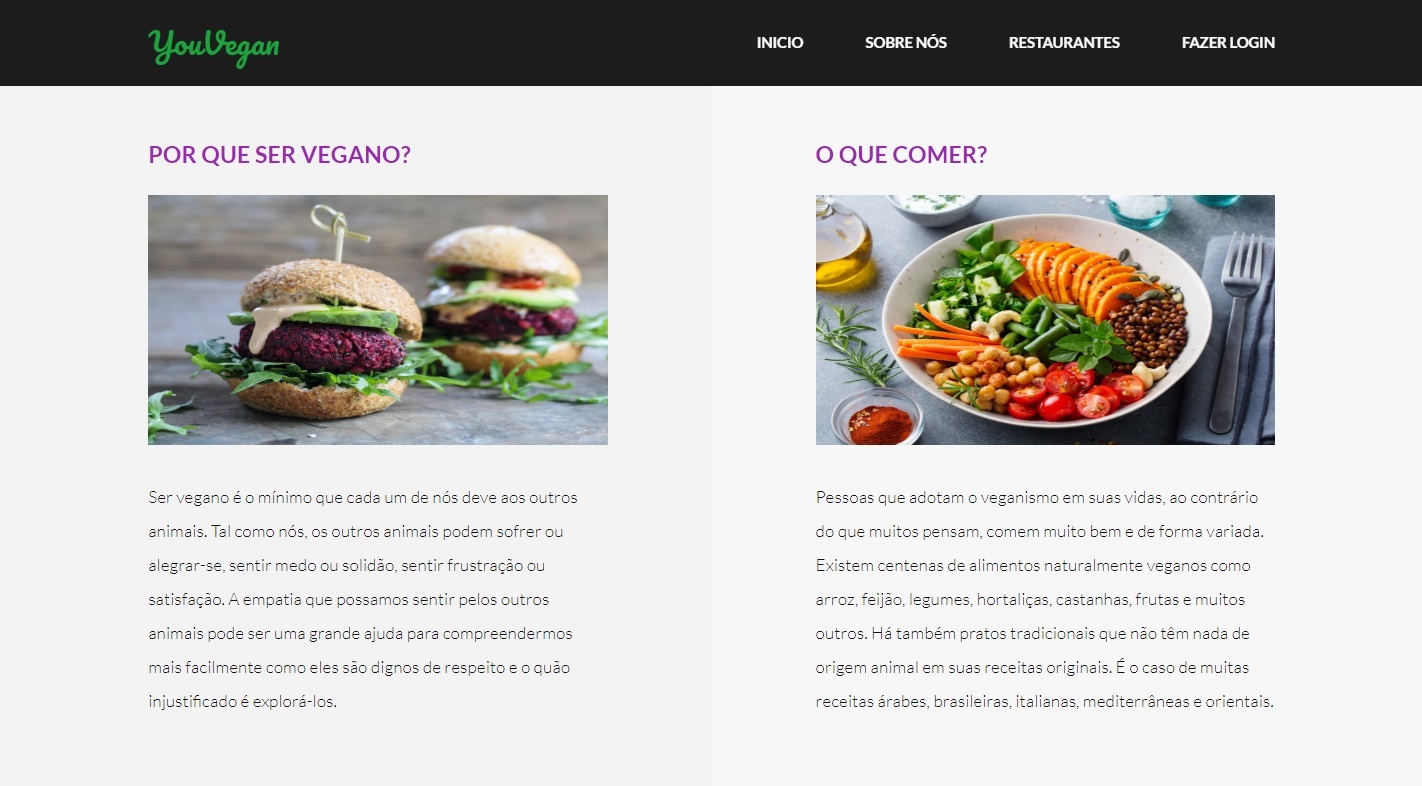 YouVegan
INICIO
SOBRE NÓS
RESTAURANTES
FAZER LOGIN
POR QUE SER VEGANO?
Ser vegano é o mínimo que cada um de nós deve aos outros
animais. Tal como nós, os outros animais podem sofrer ou
alegrar-se, sentir medo ou solidão, sentir frustração ou
satisfação. A empatia que possamos sentir pelos outros
animais pode ser uma grande ajuda para compreendermos
mais facilmente como eles são dignos de respeito e o quão
injustificado é explorá-los.
O QUE COMER?
Pessoas que adotam o veganismo em suas vidas, ao contrário
do que muitos pensam, comem muito bem e de forma variada.
Existem centenas de alimentos naturalmente veganos como
arroz, feijão, legumes, hortaliças, castanhas, frutas e muitos
outros. Há também pratos tradicionais que não têm nada de
origem animal em suas receitas originais. É o caso de muitas
receitas árabes, brasileiras, italianas, mediterrâneas e orientais.